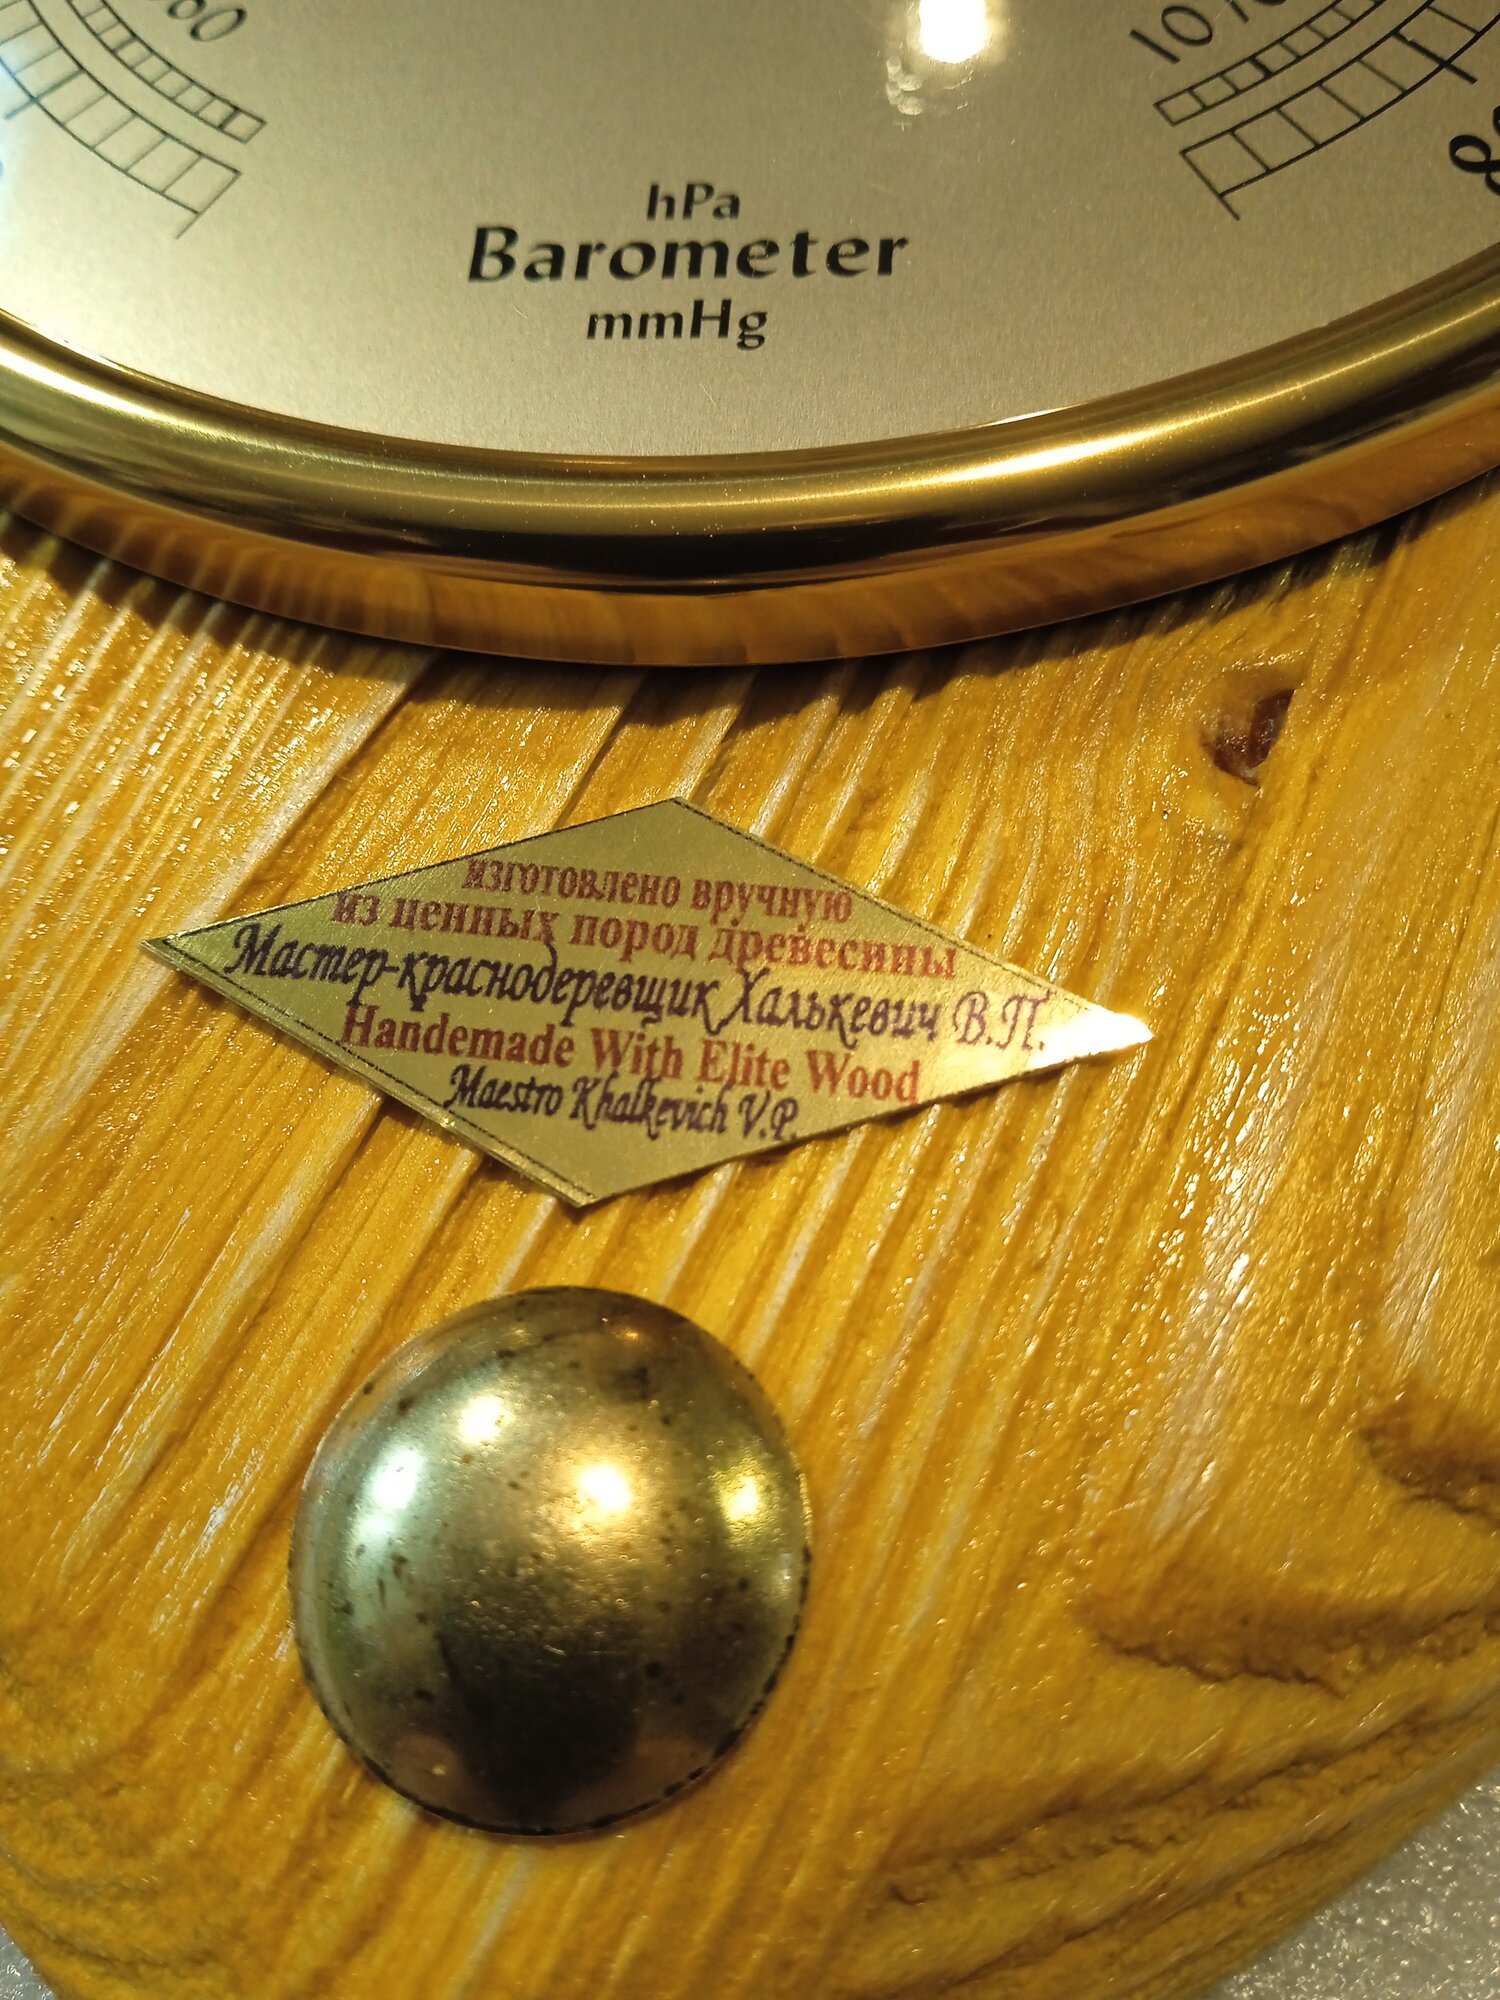 hPa
Barometer
mmHg
изготовлено вручную
из ценных пород древесины
Мастер-краснодеревщик Халькевич В.П.
Handemade With Elite Wood
Maestro Khalkevich V.P.